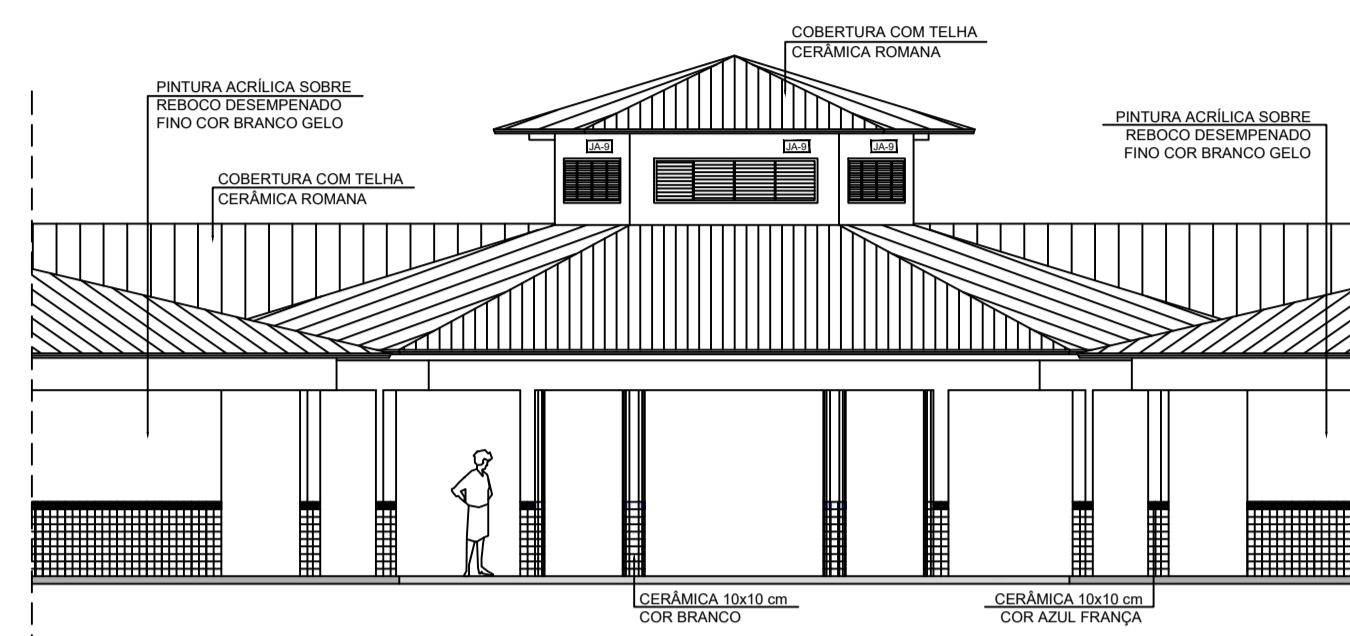 COBERTURA COM TELHA
CERÂMICA ROMANA
PINTURA ACRÍLICA SOBRE
REBOCO DESEMPENADO
FINO COR BRANCO GELO
PINTURA ACRÍLICA SOBRE
REBOCO DESEMPENADO
FINO COR BRANCO GELO
JA-9
JA-9
JA-9
COBERTURA COM TELHA
CERÂMICA ROMANA
CERÂMICA 10x10 cm
COR BRANCO
CERÂMICA 10x10 cm
COR AZUL FRANÇA